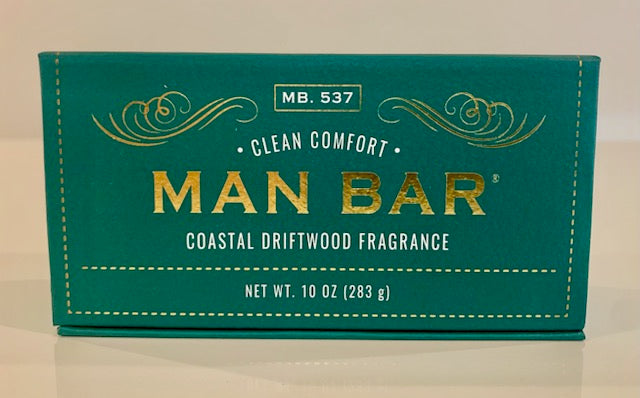 MB. 537
• CLEAN COMFORT •
MAN BAR®
COASTAL DRIFTWOOD FRAGRANCE
NET WT. 10 OZ (283 g)